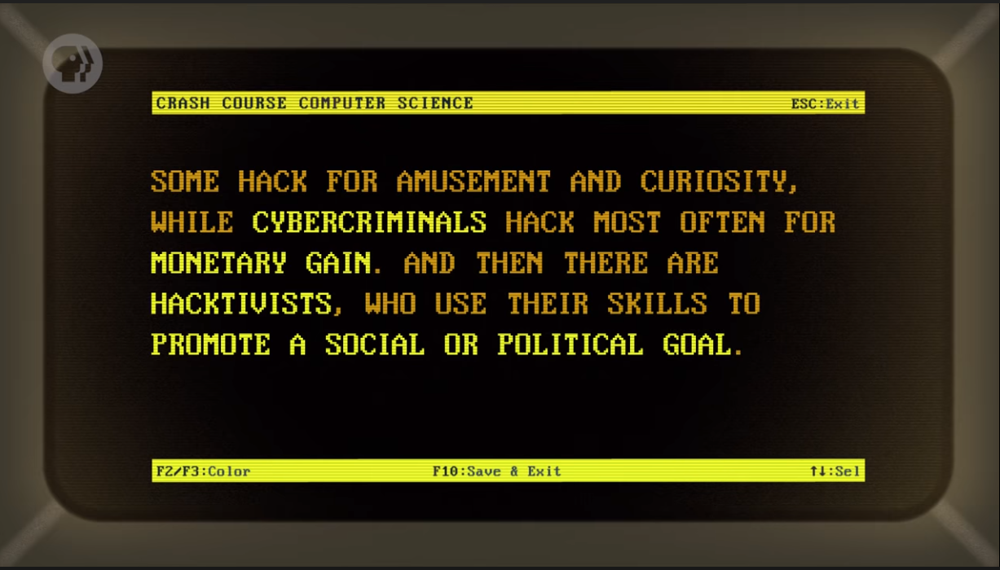 CRASH COURSE COMPUTER SCIENCE ESC:Exit
SOME HACK FOR AMUSEMENT AND CURIOSITY,
WHILE CYBERCRIMINALS HACK MOST OFTEN FOR
MONETARY GAIN. AND THEN THERE ARE
HACKTIVISTS, WHO USE THEIR SKILLS TO
PROMOTE A SOCIAL OR POLITICAL GOAL.
F2/F3:Color F10:Save & Exit ↑↓:Sel